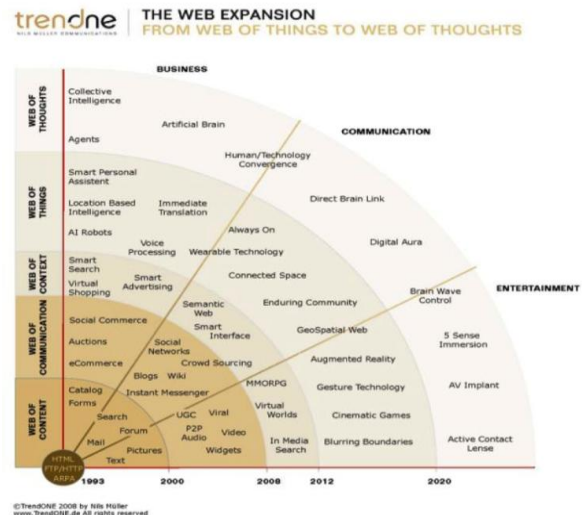 trendone
NILS MÜLLER COMMUNICATIONS
THE WEB EXPANSION
FROM WEB OF THINGS TO WEB OF THOUGHTS
BUSINESS
COMMUNICATION
ENTERTAINMENT
WEB OF
THOUGHTS
Collective
Intelligence
Artificial Brain
Agents
Human/Technology
Convergence
Direct Brain Link
Digital Aura
Brain Wave
Control
5 Sense
Immersion
AV Implant
Active Contact
Lense
WEB OF
THINGS
Smart Personal
Assistent
Location Based
Intelligence
Immediate
Translation
AI Robots
Voice
Processing
Always On
Wearable Technology
Connected Space
Enduring Community
GeoSpatial Web
Augmented Reality
Gesture Technology
Cinematic Games
Blurring Boundaries
WEB OF
CONTEXT
Smart
Search
Virtual
Shopping
Smart
Advertising
Semantic
Web
Smart
Interface
MMORPG
Virtual
Worlds
In Media
Search
WEB OF
COMMUNICATION
Social Commerce
Auctions
eCommerce
Social
Networks
Crowd Sourcing
Blogs
Wiki
Instant Messenger
UGC
Viral
P2P
Audio
Video
Widgets
WEB OF
CONTENT
Catalog
Forms
Search
Forum
Mail
Pictures
Text
HTML
FTP/HTTP
ARPA
1993
2000
2008
2012
2020
©TrendONE 2008 by Nils Müller
www.TrendONE.de All rights reserved